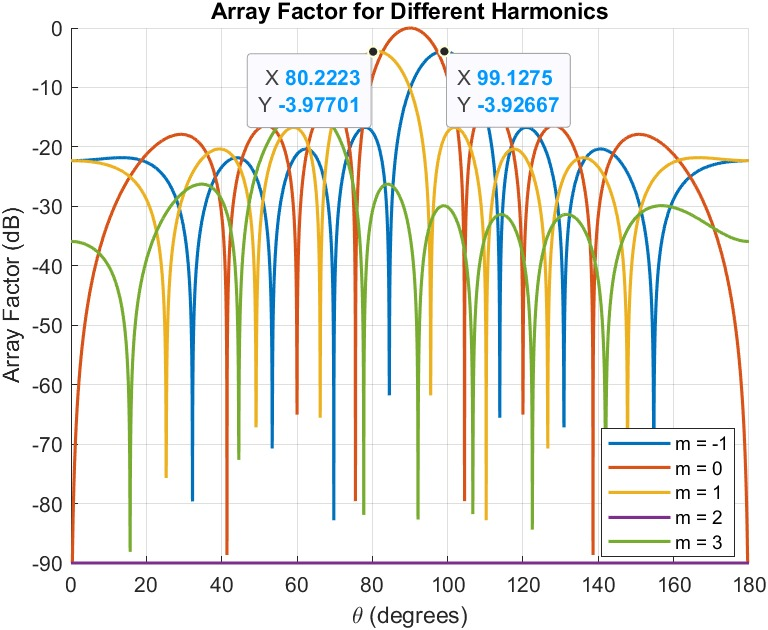 Array Factor for Different Harmonics
0
-10
-20
-30
-40
-50
-60
-70
-80
-90
Array Factor (dB)
X 80.2223
Y -3.97701
X 99.1275
Y -3.92667
m = -1
m = 0
m = 1
m = 2
m = 3
0 20 40 60 80 100 120 140 160 180
θ (degrees)